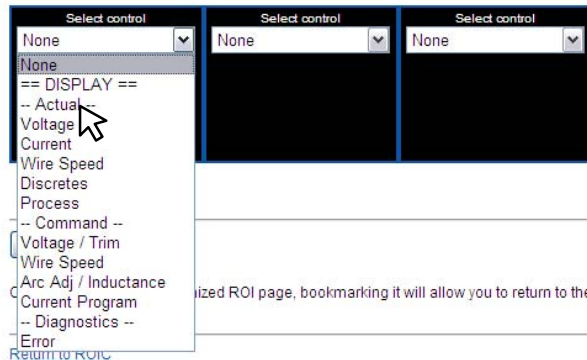 Select control Select control Select control
None None None
None
== DISPLAY ==
-- Actual --
Voltage
Current
Wire Speed
Discretes
Process
-- Command --
Voltage / Trim
Wire Speed
Arc Adj / Inductance
Current Program
-- Diagnostics --
Error
ized ROI page, bookmarking it will allow you to return to the
Return to ROIC